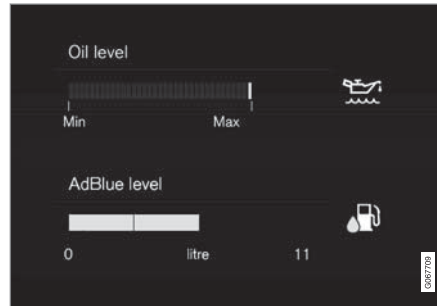 Oil level
Min Max
AdBlue level
0 litre 11
G067709